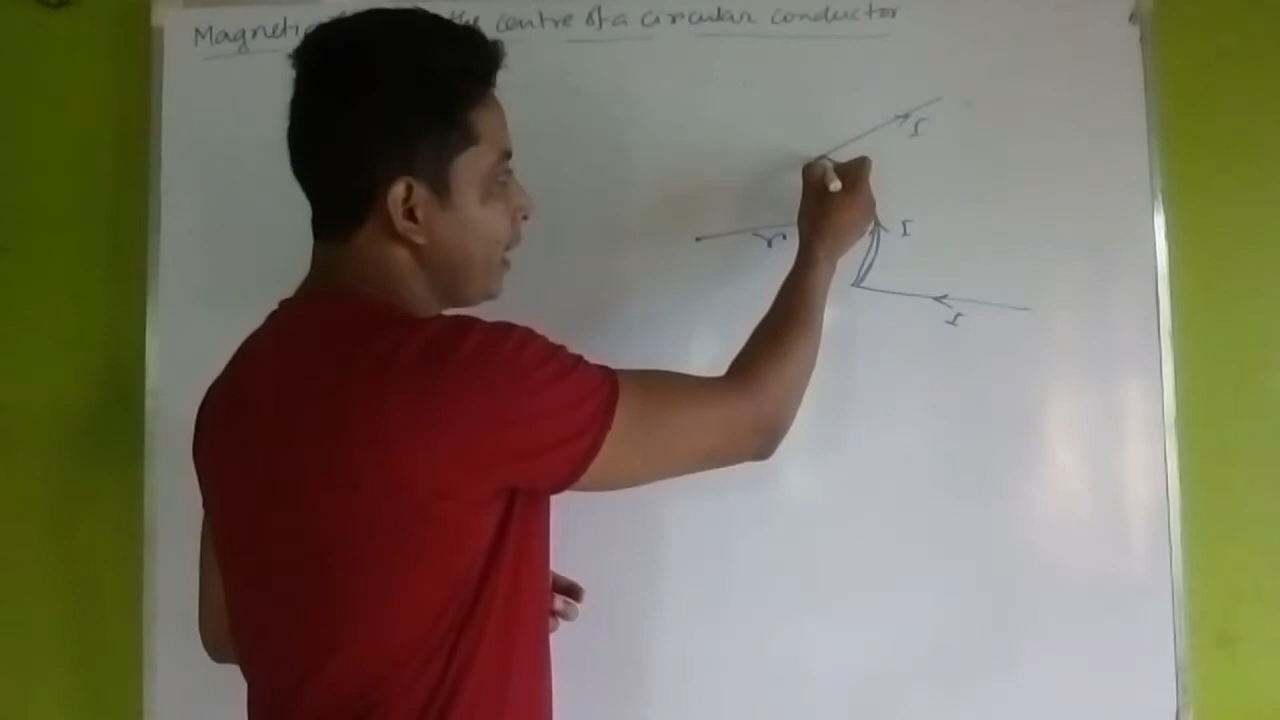 Magneti the centre of a circular conductor
I
I
r
I